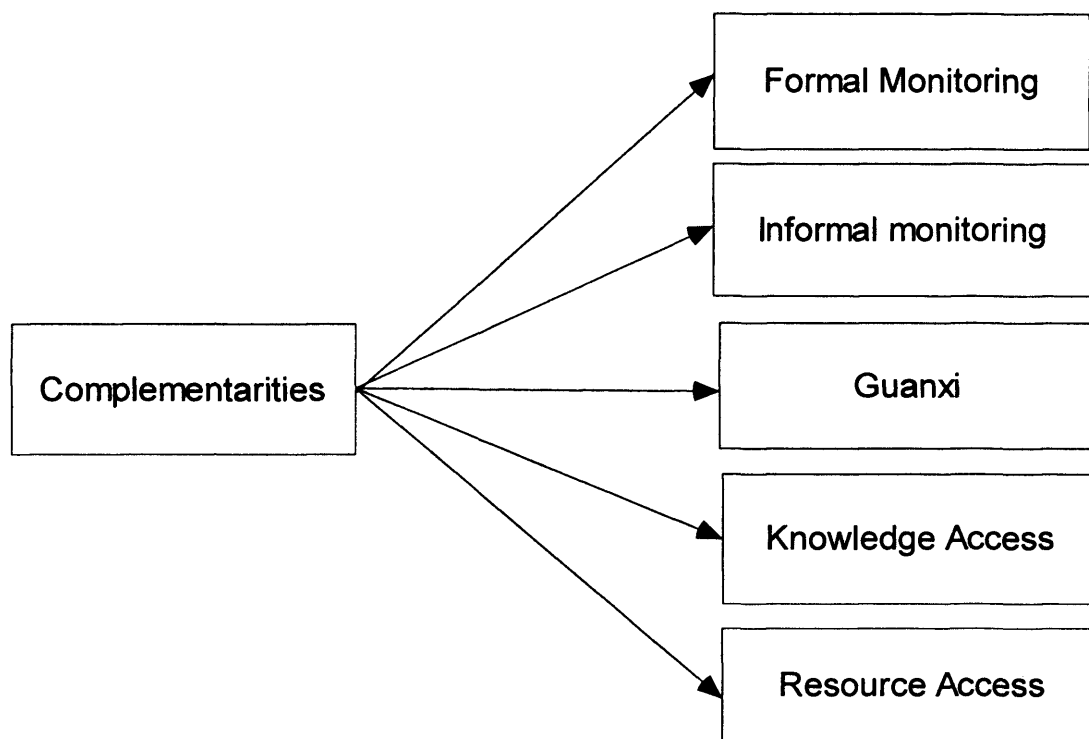 Formal Monitoring
Informal monitoring
Complementarities
Guanxi
Knowledge Access
Resource Access